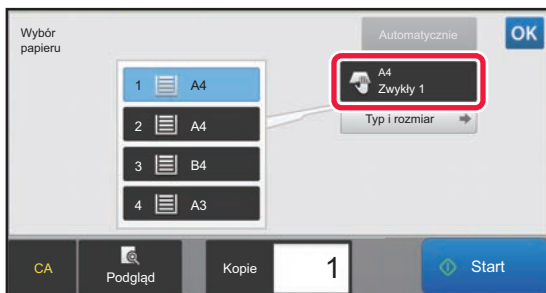 Wybór
papieru
Automatycznie
OK
1 A4
2 A4
3 B4
4 A3
A4
Zwykły 1
Typ i rozmiar
CA
Podgląd
Kopie
1
Start